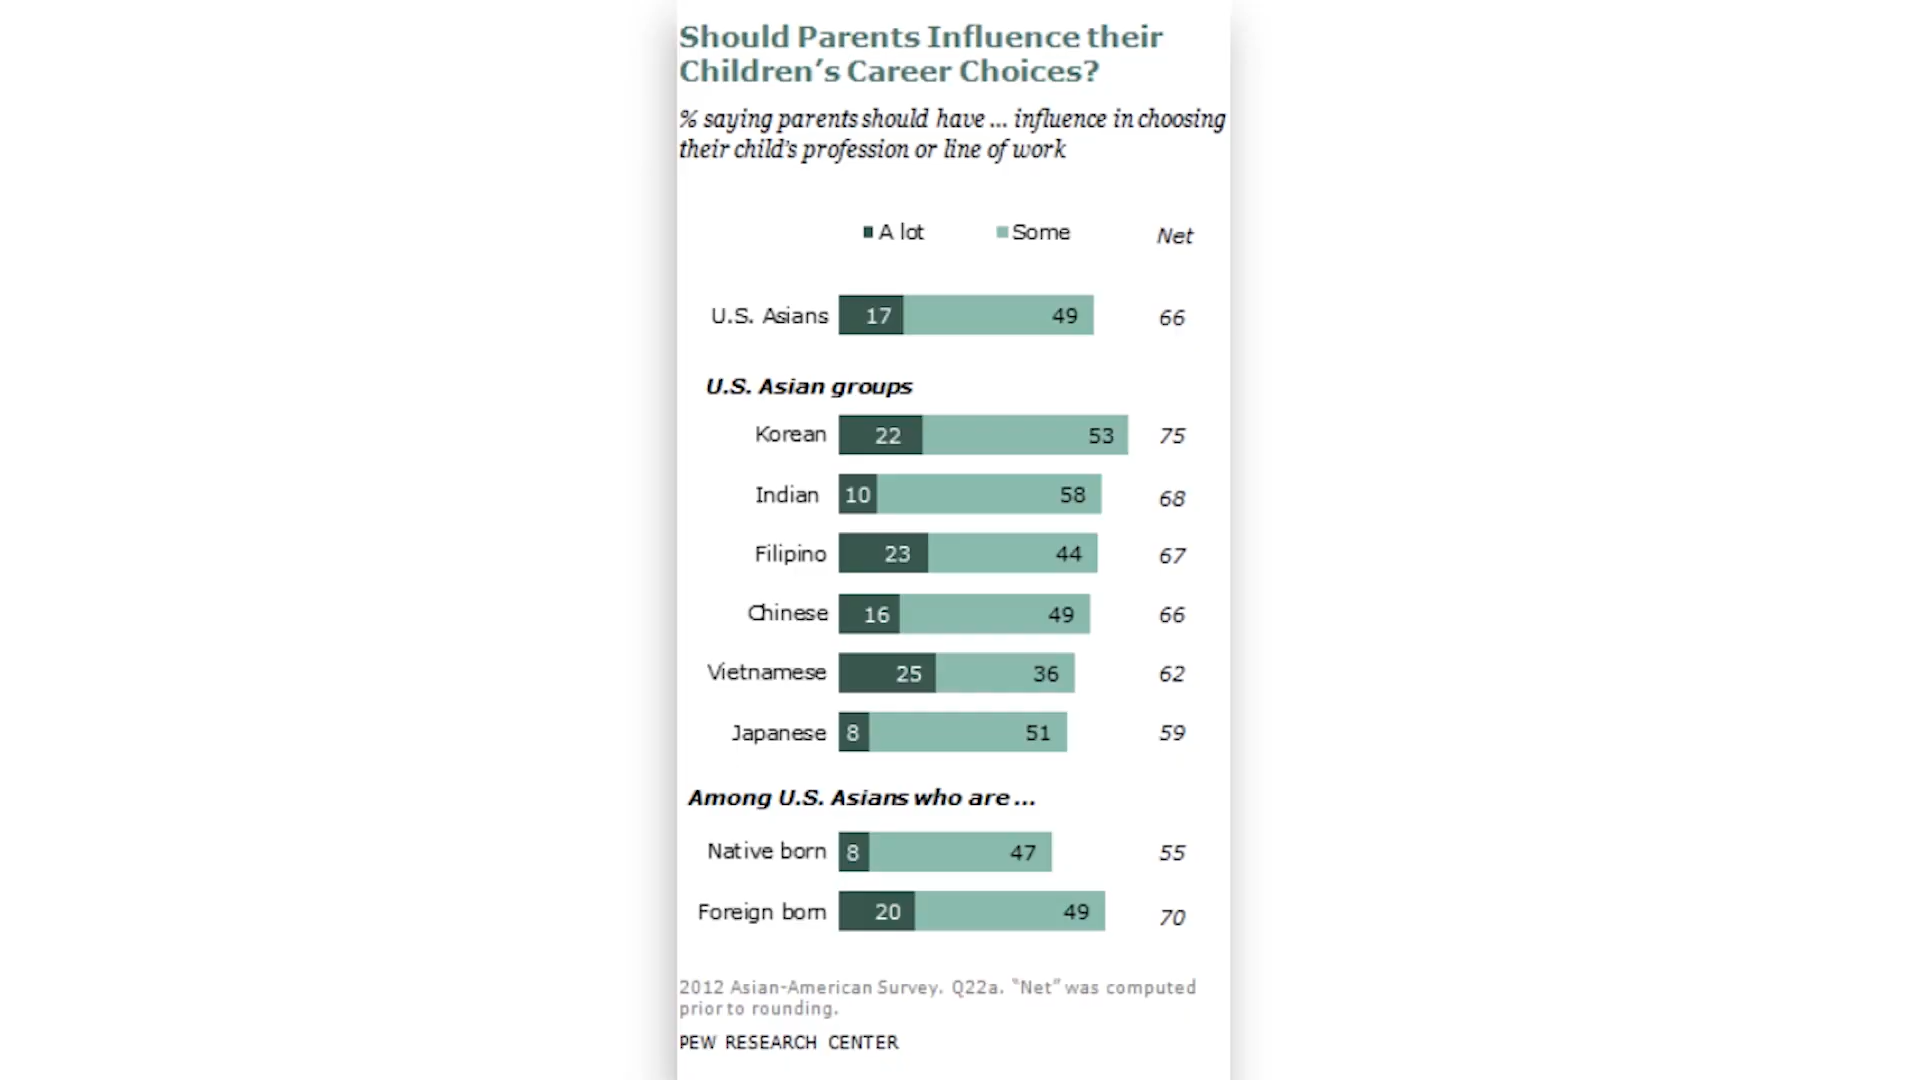 Should Parents Influence their
Children's Career Choices?
% saying parents should have ... influence in choosing
their child's profession or line of work
A lot Some Net
U.S. Asians 17 49 66
U.S. Asian groups
Korean 22 53 75
Indian 10 58 68
Filipino 23 44 67
Chinese 16 49 66
Vietnamese 25 36 62
Japanese 8 51 59
Among U.S. Asians who are ...
Native born 8 47 55
Foreign born 20 49 70
2012 Asian-American Survey. Q22a. “Net” was computed
prior to rounding.
PEW RESEARCH CENTER